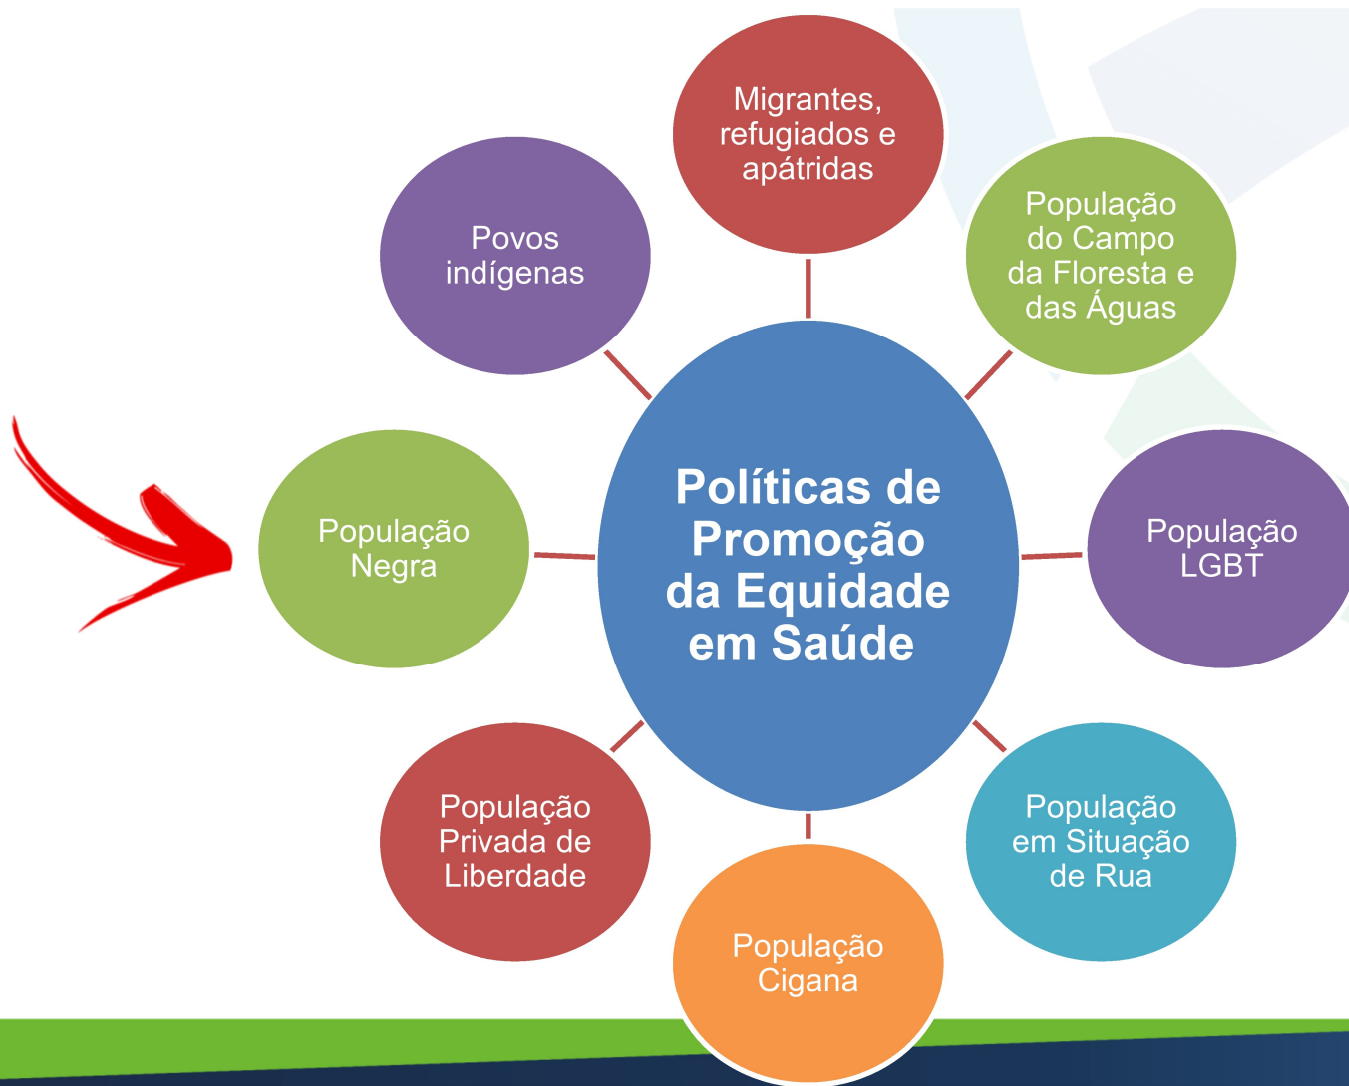 Migrantes,
refugiados e
apátridas
População
do Campo
da Floresta e
das Águas
Povos
indígenas
Políticas de
Promoção
da Equidade
em Saúde
População
Negra
População
LGBT
População
Privada de
Liberdade
População
em Situação
de Rua
População
Cigana